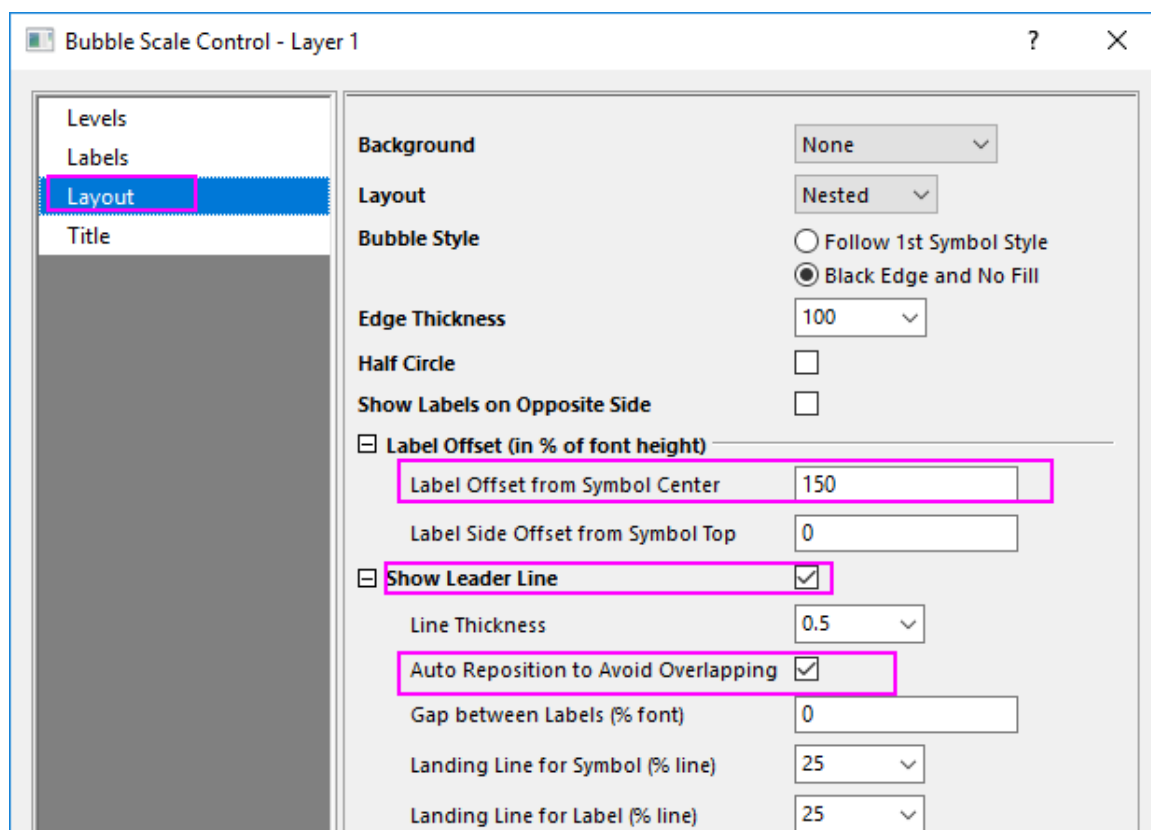 Bubble Scale Control - Layer 1
?
Levels
Labels
Layout
Title
Background None
Layout Nested
Bubble Style Follow 1st Symbol Style
Black Edge and No Fill
Edge Thickness 100
Half Circle
Show Labels on Opposite Side
Label Offset (in % of font height)
Label Offset from Symbol Center 150
Label Side Offset from Symbol Top 0
Show Leader Line
Line Thickness 0.5
Auto Reposition to Avoid Overlapping
Gap between Labels (% font) 0
Landing Line for Symbol (% line) 25
Landing Line for Label (% line) 25